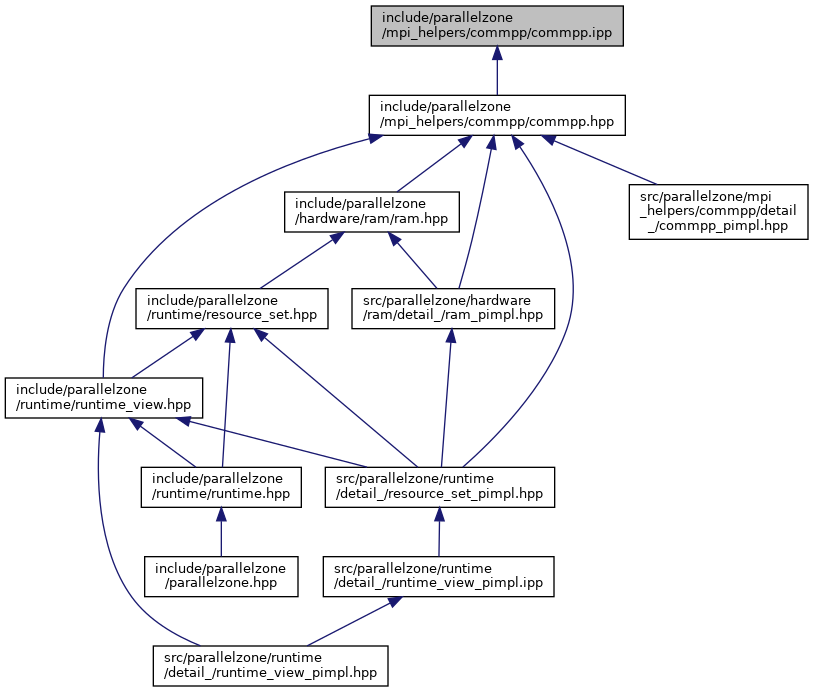 include/parallelzone
/mpi_helpers/commpp/commpp.ipp
include/parallelzone
/mpi_helpers/commpp/commpp.hpp
src/parallelzone/mpi
_helpers/commpp/detail
_/commpp_pimpl.hpp
include/parallelzone
/hardware/ram/ram.hpp
include/parallelzone
/runtime/resource_set.hpp
src/parallelzone/hardware
/ram/detail_/ram_pimpl.hpp
include/parallelzone
/runtime/runtime_view.hpp
include/parallelzone
/runtime/runtime.hpp
src/parallelzone/runtime
/detail_/resource_set_pimpl.hpp
include/parallelzone
/parallelzone.hpp
src/parallelzone/runtime
/detail_/runtime_view_pimpl.ipp
src/parallelzone/runtime
/detail_/runtime_view_pimpl.hpp